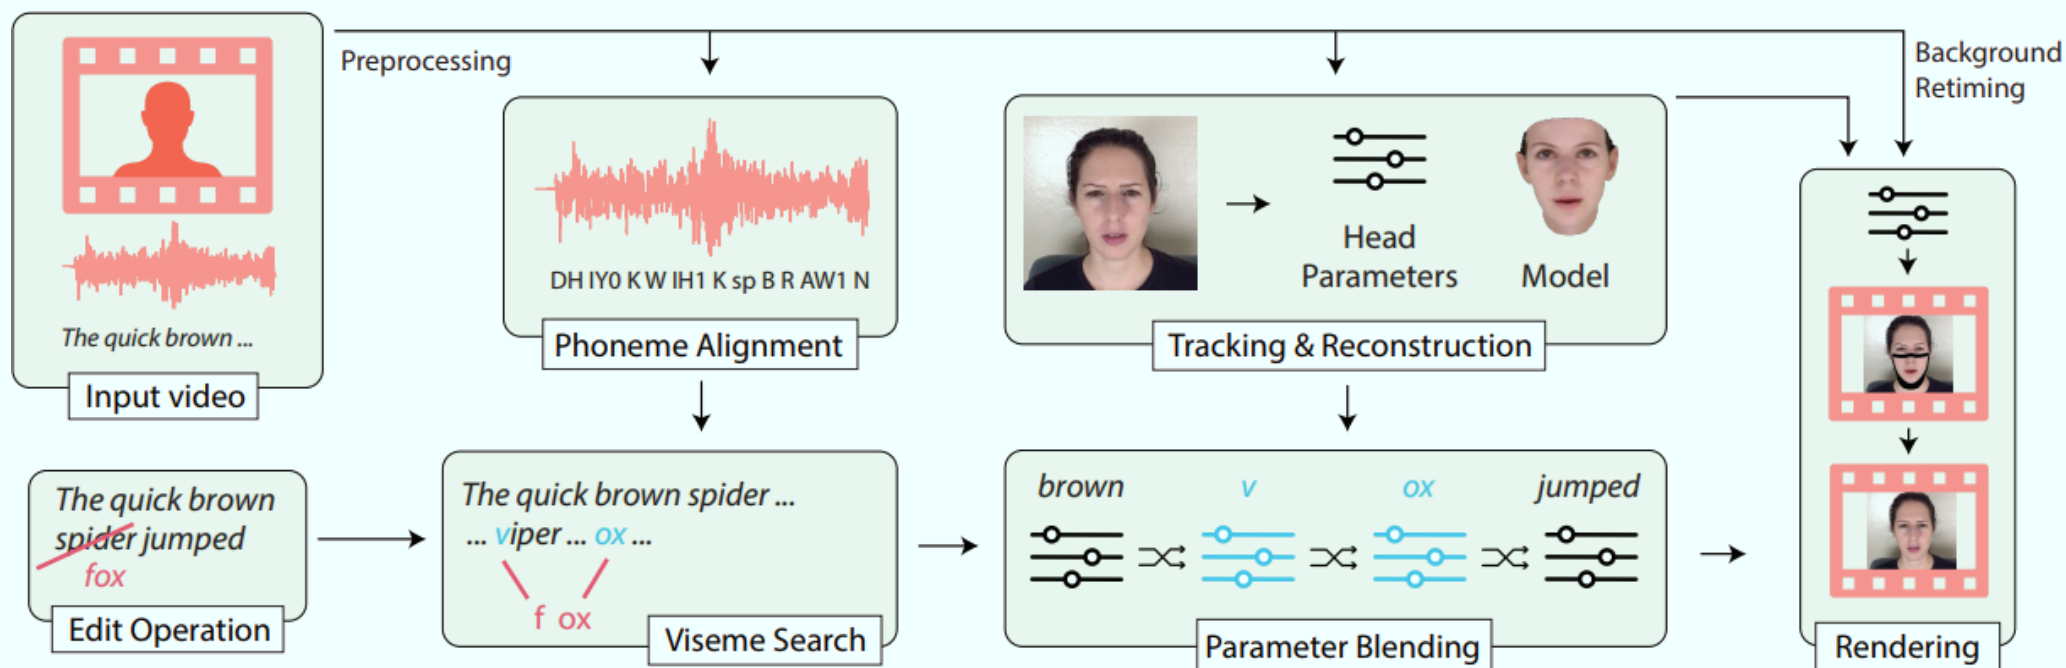 The quick brown ...
Input video
Preprocessing
DH IY0 K W IH1 K sp B R AW1 N
Phoneme Alignment
Head
Parameters
Model
Tracking & Reconstruction
Background
Retiming
The quick brown
spider jumped
fox
Edit Operation
The quick brown spider ...
... viper ... ox ...
f ox
Viseme Search
brown
v
ox
jumped
Parameter Blending
Rendering